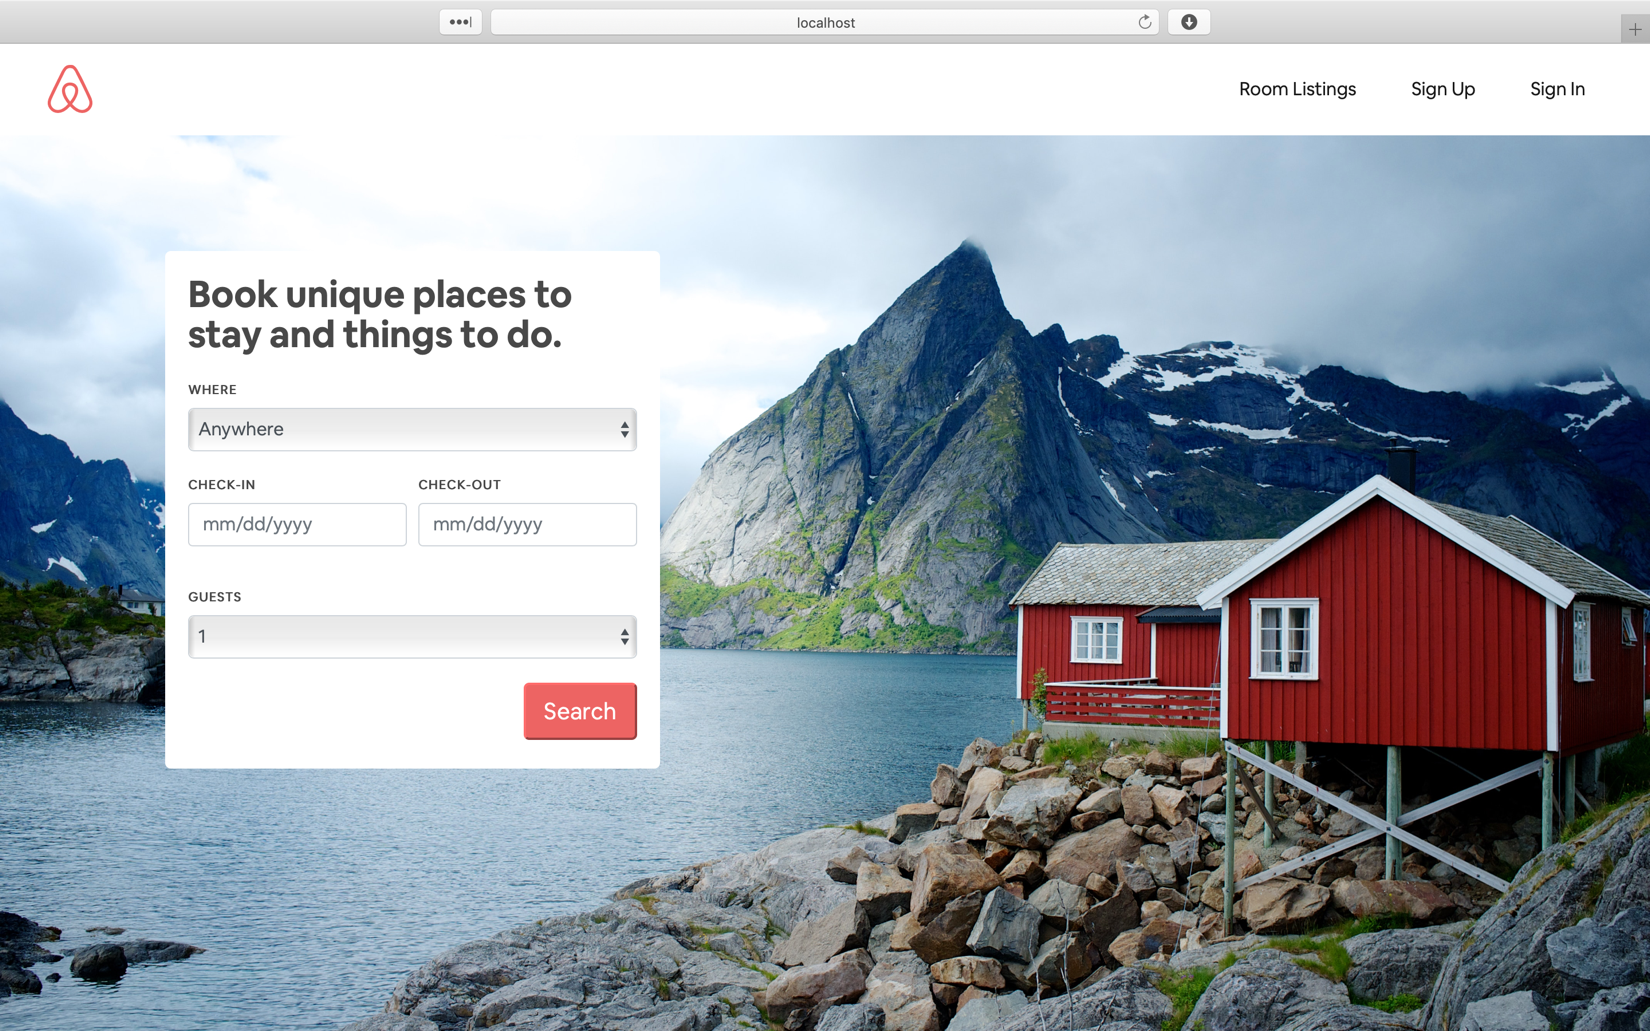 localhost
Room Listings
Sign Up
Sign In
Book unique places to
stay and things to do.
WHERE
Anywhere
CHECK-IN
CHECK-OUT
mm/dd/yyyy
mm/dd/yyyy
GUESTS
1
Search